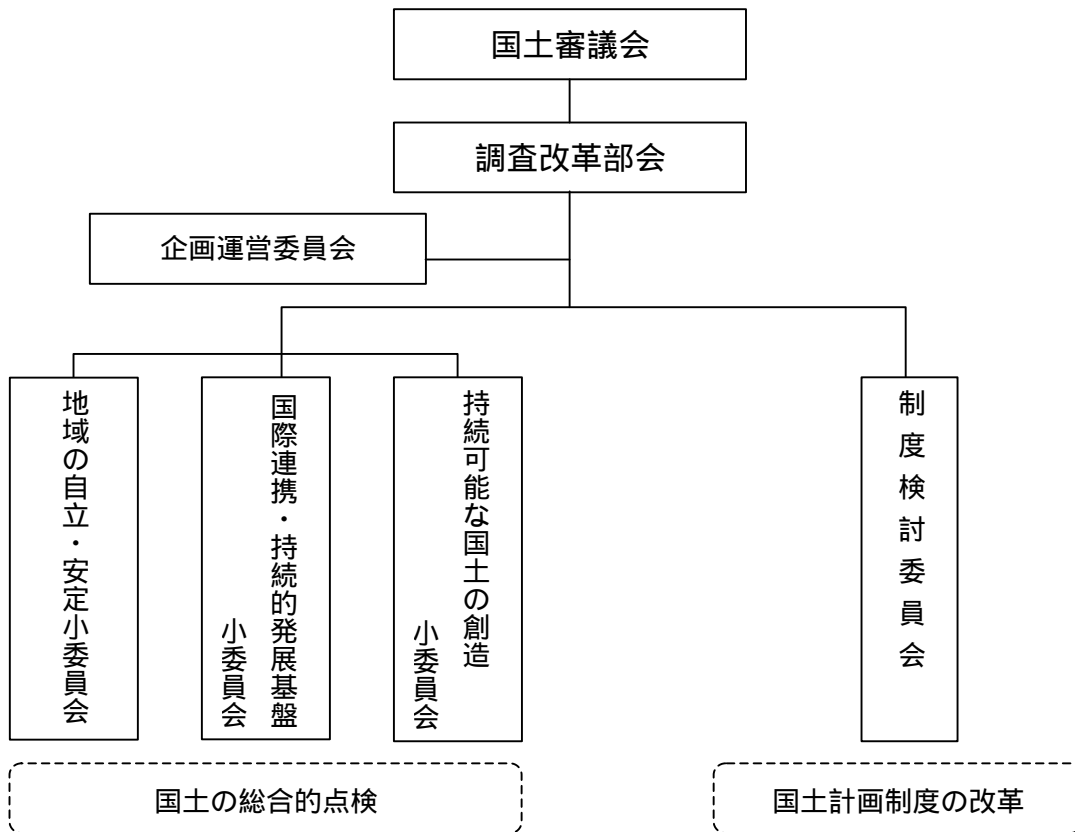 国土審議会
調査改革部会
企画運営委員会
地域の自立・安定小委員会
国際連携・持続的発展基盤
小委員会
持続可能な国土の創造
小委員会
制度検討委員会
国土の総合的点検
国土計画制度の改革